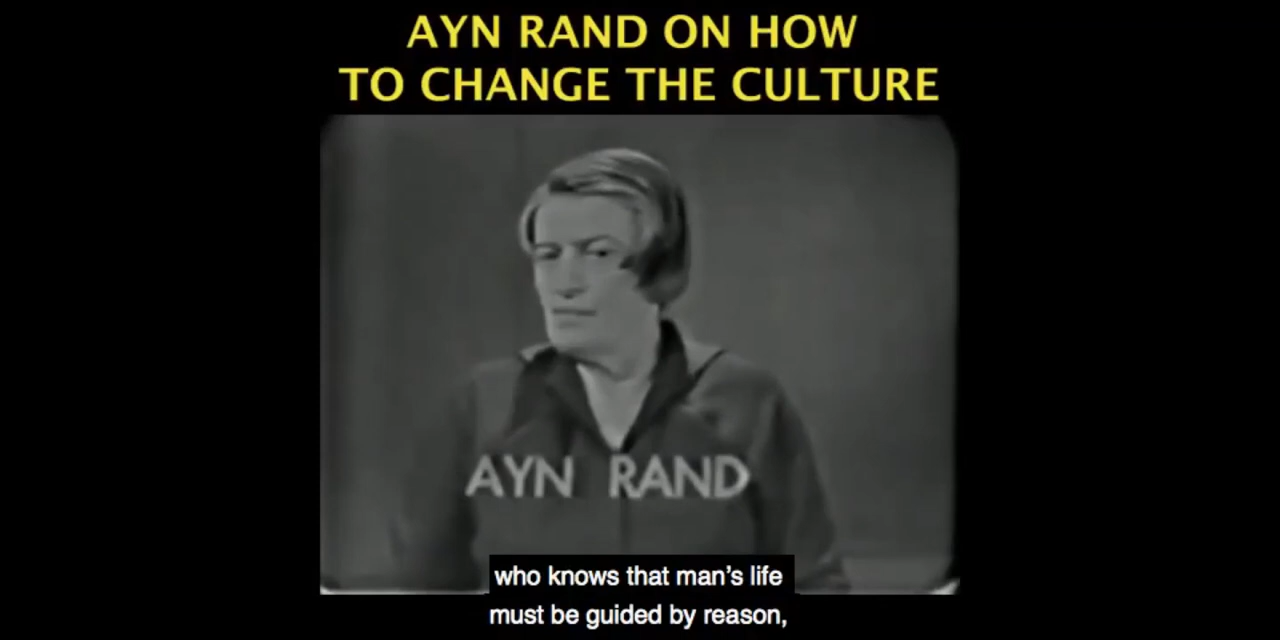 AYN RAND ON HOW
TO CHANGE THE CULTURE
AYN RAND
who knows that man's life
must be guided by reason,